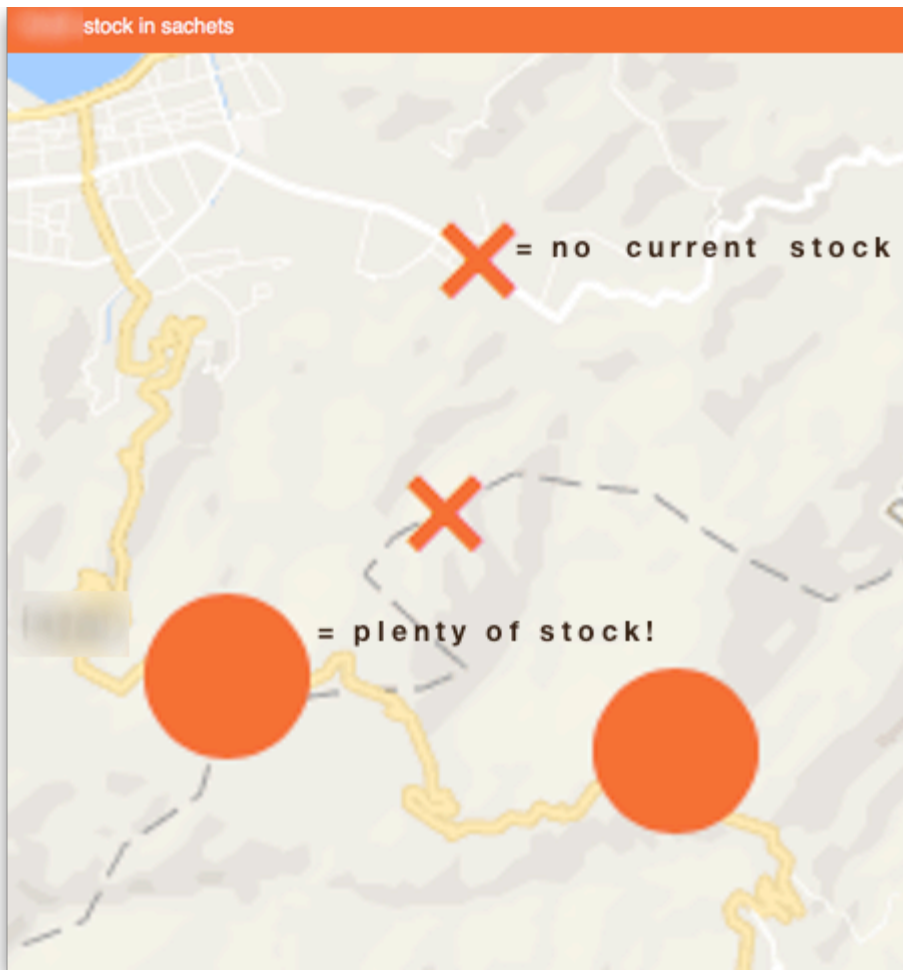 stock in sachets
= no current stock
= plenty of stock!